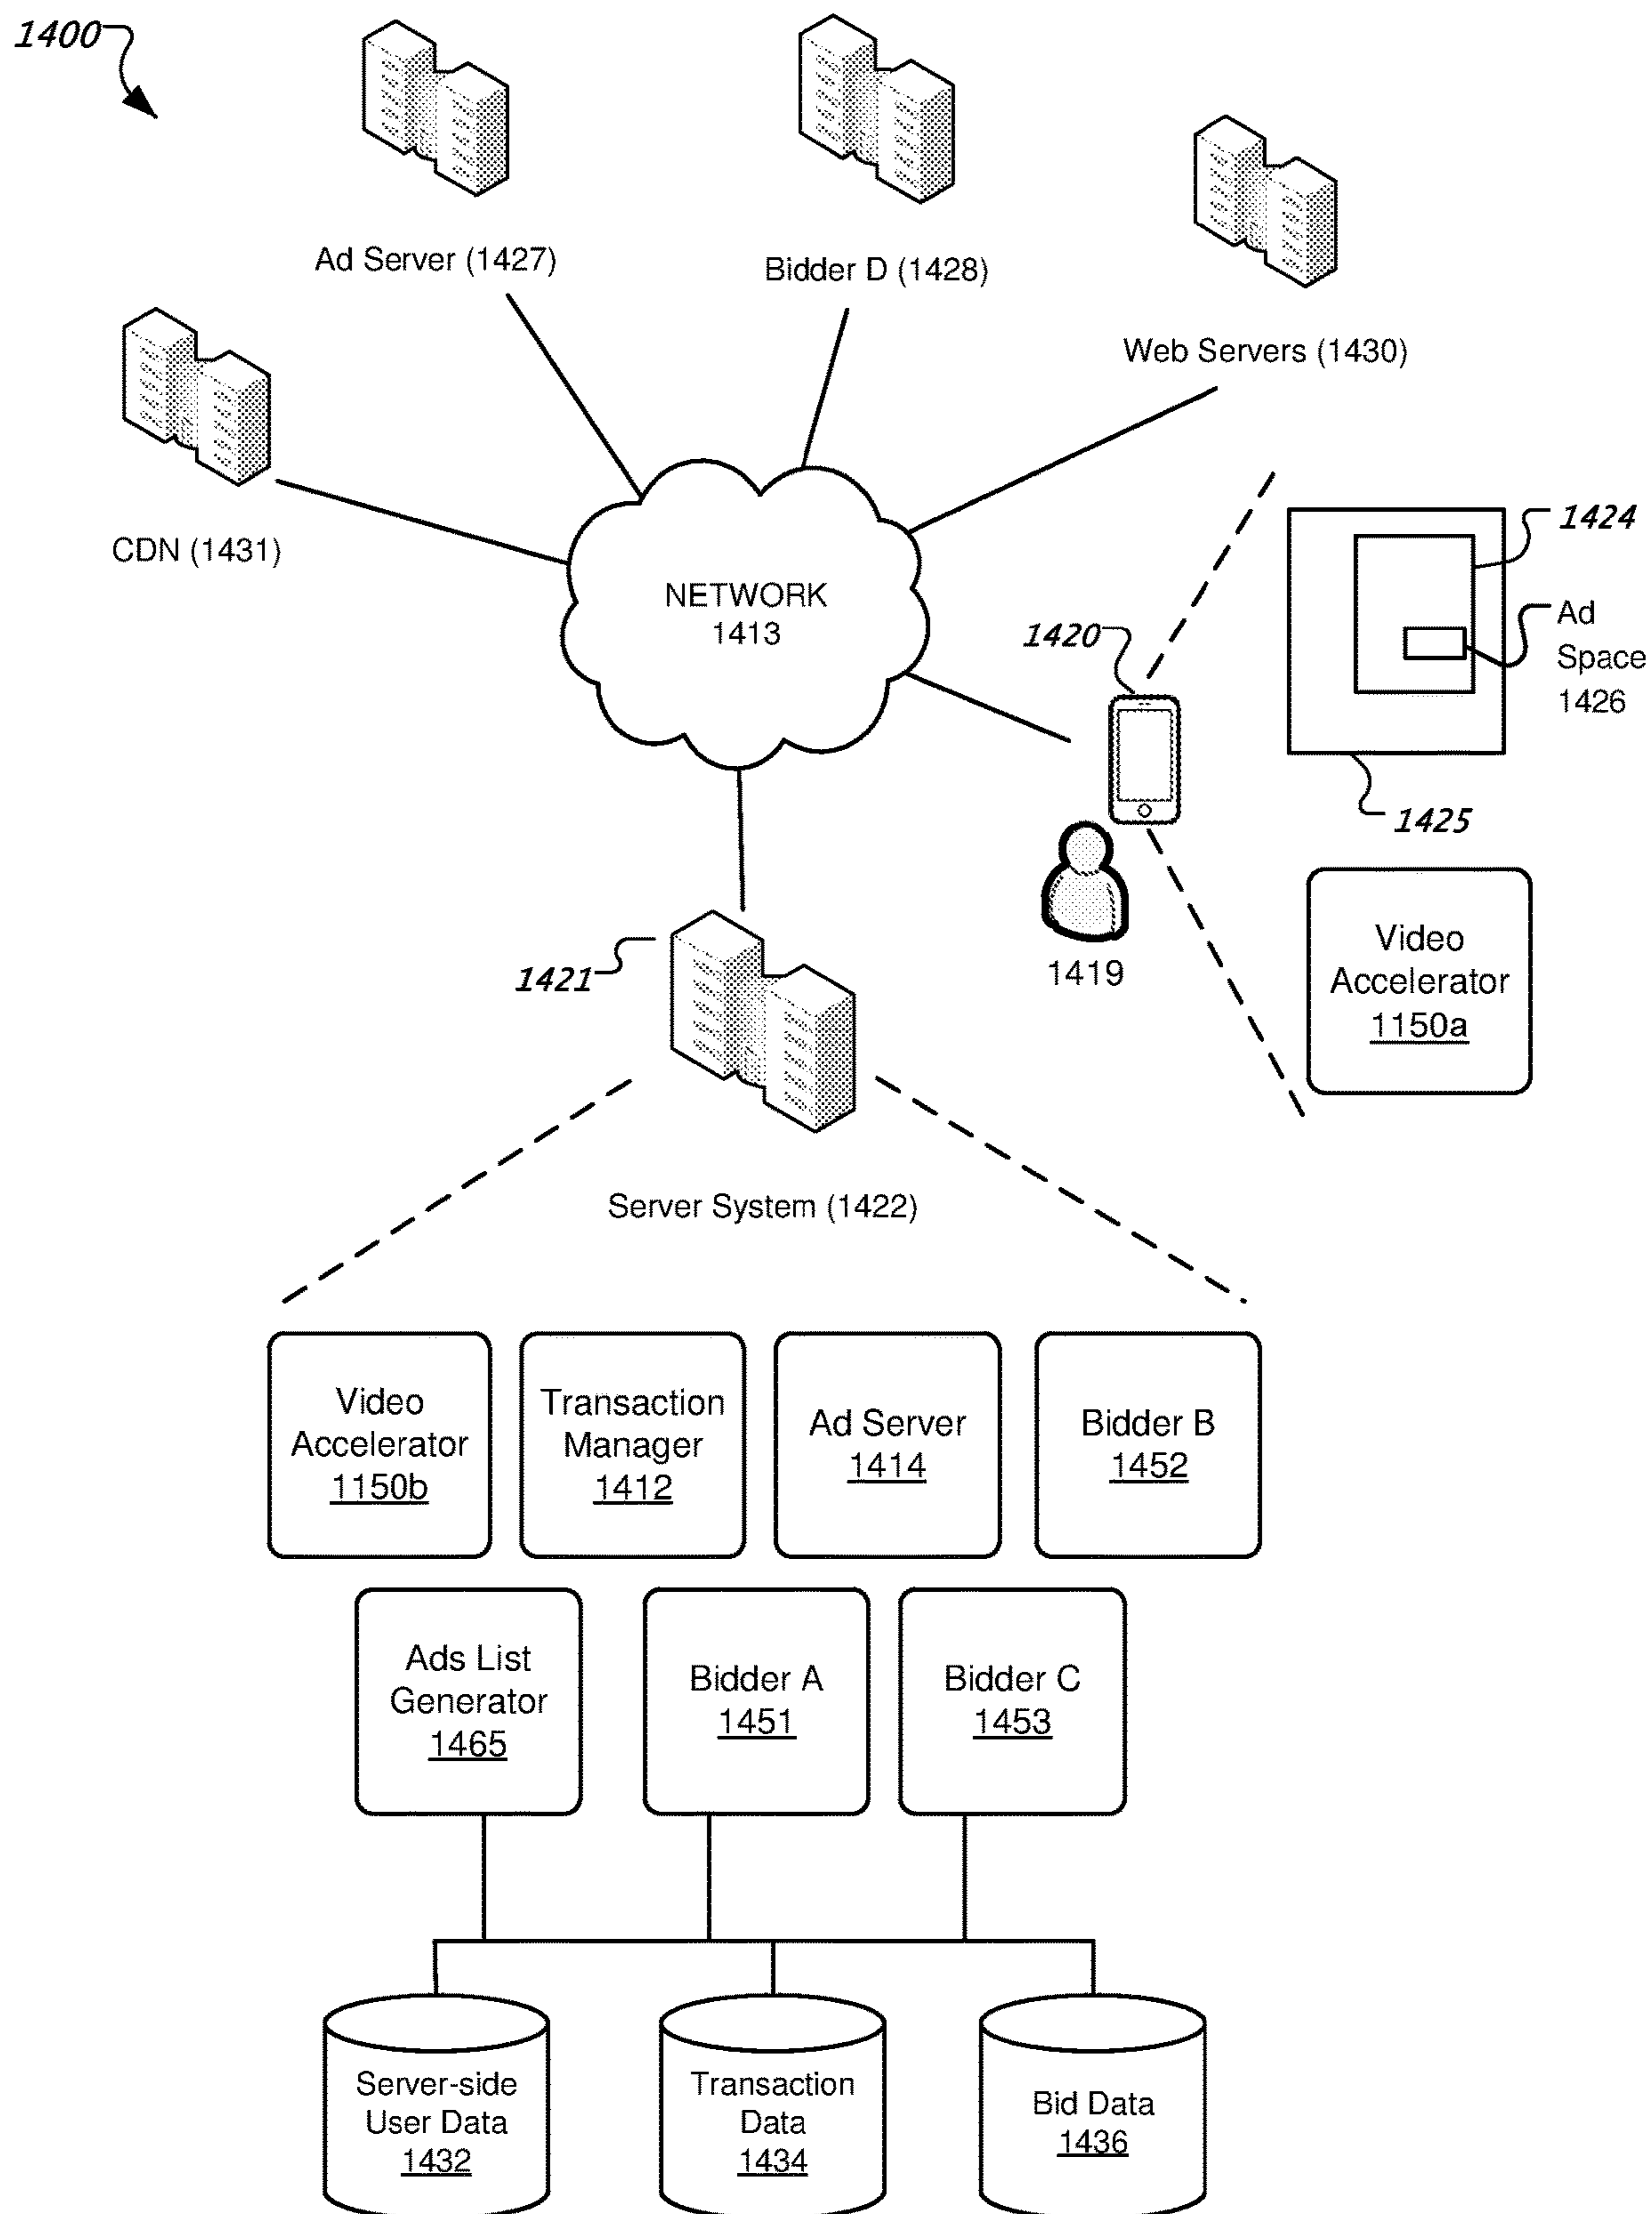 1400
Ad Server (1427)
Bidder D (1428)
Web Servers (1430)
CDN (1431)
NETWORK
1413
1420
1424
Ad
Space
1426
1425
1419
Video
Accelerator
1150a
1421
Server System (1422)
Video
Accelerator
1150b
Transaction
Manager
1412
Ad Server
1414
Bidder B
1452
Ads List
Generator
1465
Bidder A
1451
Bidder C
1453
Server-side
User Data
1432
Transaction
Data
1434
Bid Data
1436